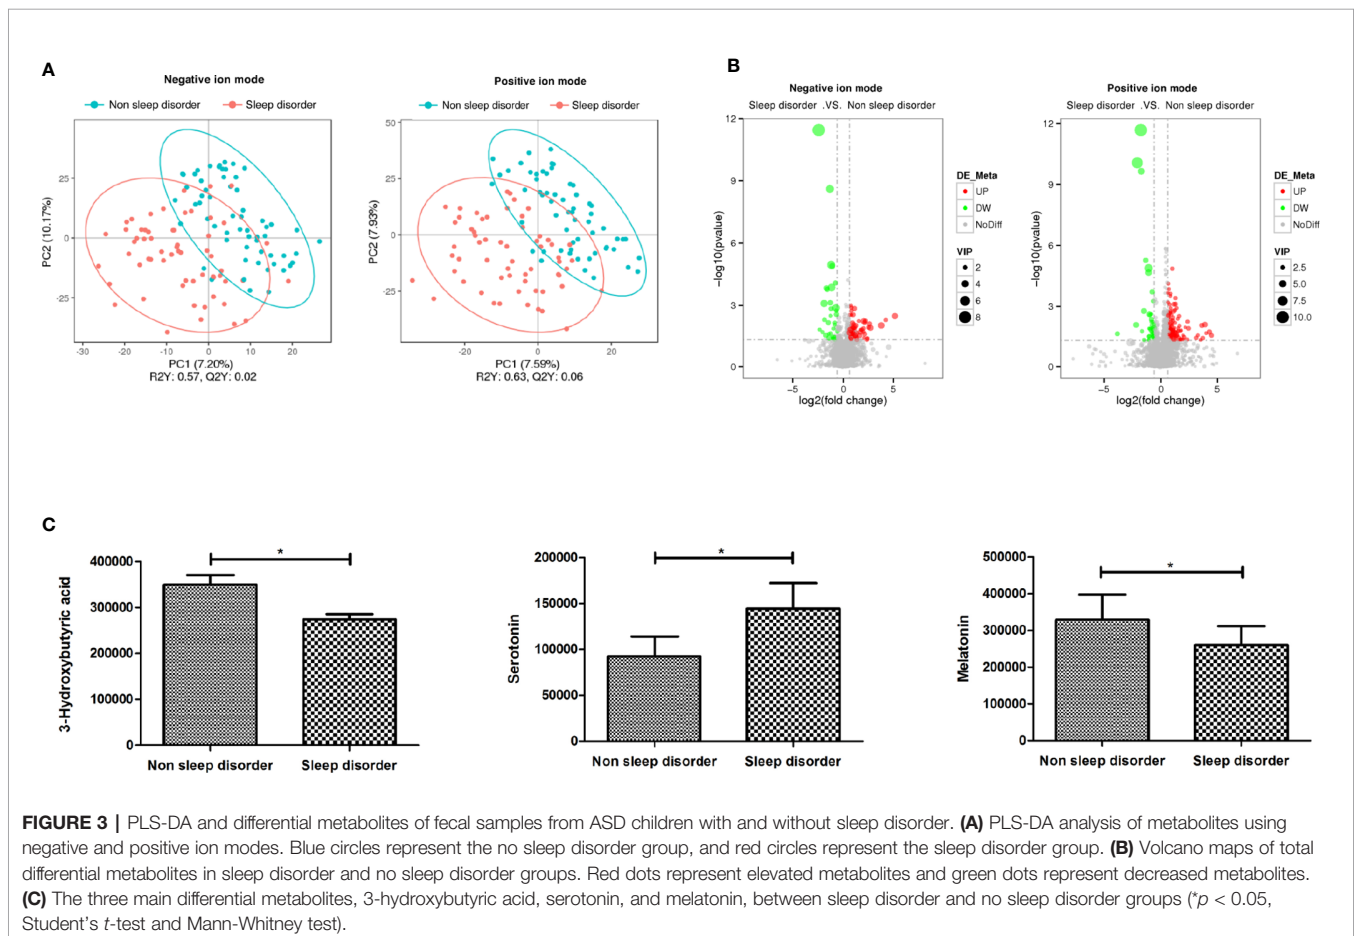 A
Negative ion mode
Non sleep disorder
Sleep disorder
PC2 (10.17%)
25
0
-25
-30
-20
-10
0
10
20
PC1 (7.20%)
R2Y: 0.57, Q2Y: 0.02
Positive ion mode
Non sleep disorder
Sleep disorder
PC2 (7.93%)
50
25
0
-25
-20
0
20
PC1 (7.59%)
R2Y: 0.63, Q2Y: 0.06
B
Negative ion mode
Sleep disorder .VS. Non sleep disorder
−log10(pvalue)
12
9
6
3
0
−5
0
5
log2(fold change)
DE_Meta
UP
DW
NoDiff
VIP
2
4
6
8
Positive ion mode
Sleep disorder .VS. Non sleep disorder
−log10(pvalue)
12
9
6
3
0
−5
0
5
log2(fold change)
DE_Meta
UP
DW
NoDiff
VIP
2.5
5.0
7.5
10.0
C
3-Hydroxybutyric acid
400000
300000
200000
100000
0
*
Non sleep disorder
Sleep disorder
Serotonin
200000
150000
100000
50000
0
*
Non sleep disorder
Sleep disorder
Melatonin
500000
400000
300000
200000
100000
0
*
Non sleep disorder
Sleep disorder
FIGURE 3 | PLS-DA and differential metabolites of fecal samples from ASD children with and without sleep disorder. (A) PLS-DA analysis of metabolites using
negative and positive ion modes. Blue circles represent the no sleep disorder group, and red circles represent the sleep disorder group. (B) Volcano maps of total
differential metabolites in sleep disorder and no sleep disorder groups. Red dots represent elevated metabolites and green dots represent decreased metabolites.
(C) The three main differential metabolites, 3-hydroxybutyric acid, serotonin, and melatonin, between sleep disorder and no sleep disorder groups (*p < 0.05,
Student's t-test and Mann-Whitney test).